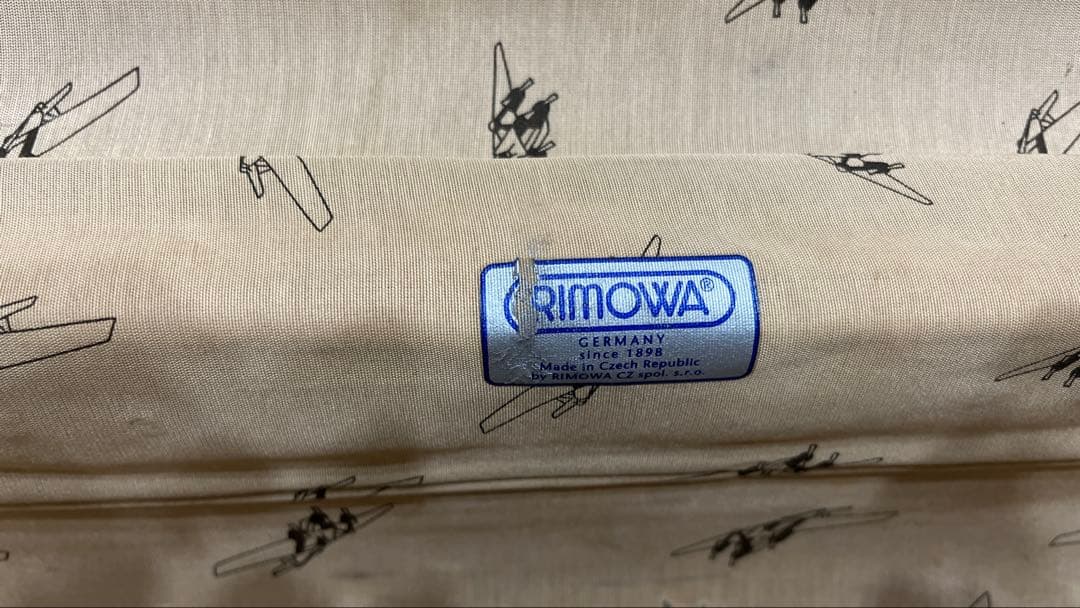 RIMOWA®
GERMANY
since 1898
Made in Czech Republic
by RIMOWA CZ spol. s.r.o.